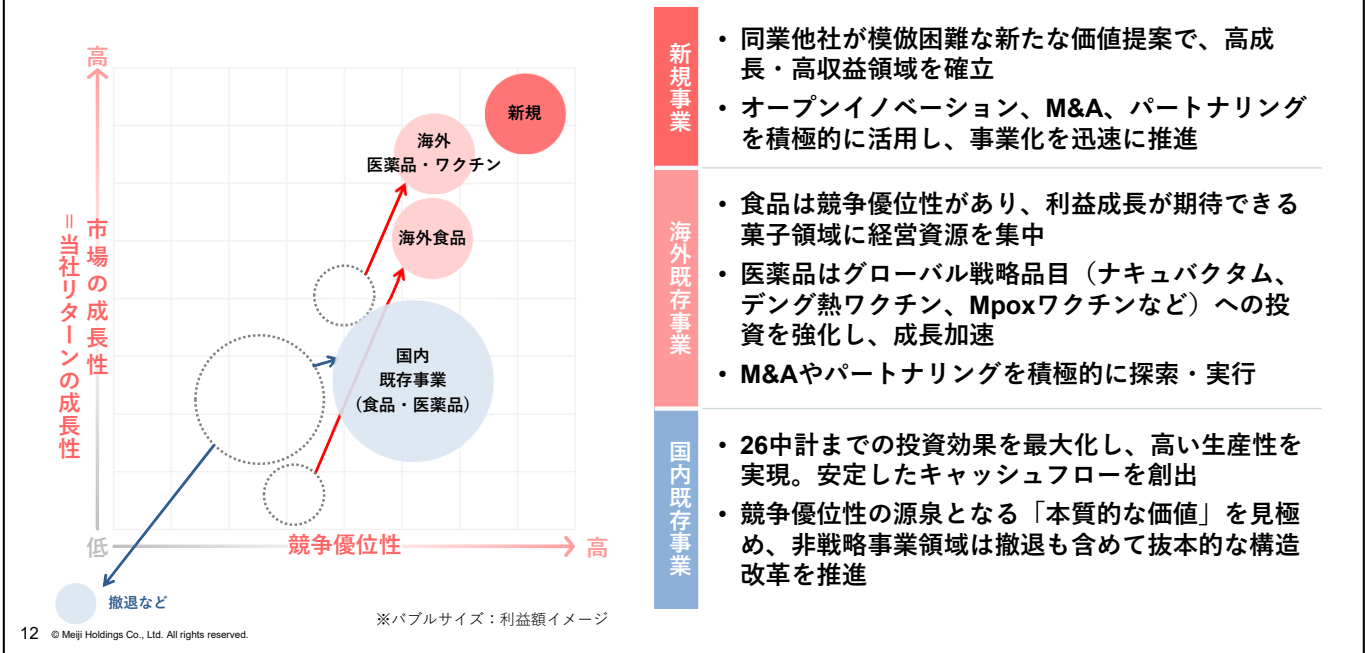 高
市場の成長性
＝当社リターンの成長性
新規
海外
医薬品・ワクチン
海外食品
国内
既存事業
（食品・医薬品）
低
競争優位性
高
撤退など
※バブルサイズ：利益額イメージ
新規事業
• 同業他社が模倣困難な新たな価値提案で、高成
長・高収益領域を確立
• オープンイノベーション、M&A、パートナリング
を積極的に活用し、事業化を迅速に推進
海外既存事業
• 食品は競争優位性があり、利益成長が期待できる
菓子領域に経営資源を集中
• 医薬品はグローバル戦略品目（ナキュバクタム、
デング熱ワクチン、Mpoxワクチンなど）への投
資を強化し、成長加速
• M&Aやパートナリングを積極的に探索・実行
国内既存事業
• 26中計までの投資効果を最大化し、高い生産性を
実現。安定したキャッシュフローを創出
• 競争優位性の源泉となる「本質的な価値」を見極
め、非戦略事業領域は撤退も含めて抜本的な構造
改革を推進
12 © Meiji Holdings Co., Ltd. All rights reserved.